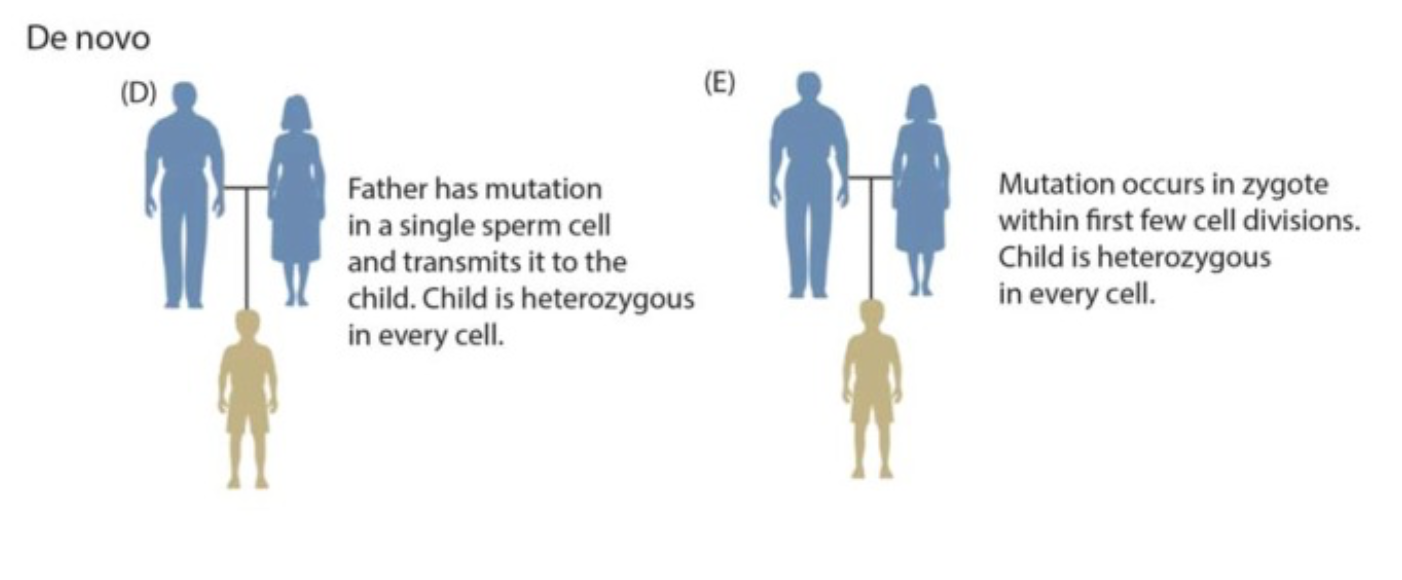 De novo
(D)
Father has mutation
in a single sperm cell
and transmits it to the
child. Child is heterozygous
in every cell.
(E)
Mutation occurs in zygote
within first few cell divisions.
Child is heterozygous
in every cell.